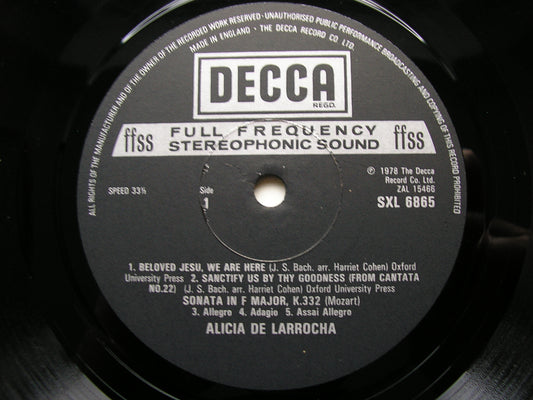 ALL RIGHTS OF THE MANUFACTURER AND OF THE OWNER OF THE RECORDED WORK RESERVED · UNAUTHORISED PUBLIC PERFORMANCE BROADCASTING AND COPYING OF THIS RECORD PROHIBITED
MADE IN ENGLAND · THE DECCA RECORD CO. LTD.
DECCA
REGD.
ffss FULL FREQUENCY ffss
STEREOPHONIC SOUND
℗ 1978 The Decca
Record Co. Ltd.
SPEED 33⅓ Side ZAL 15466
1 SXL 6865
1. BELOVED JESU, WE ARE HERE (J. S. Bach. arr. Harriet Cohen) Oxford
University Press 2. SANCTIFY US BY THY GOODNESS (FROM CANTATA
NO.22) (J. S. Bach. arr. Harriet Cohen) Oxford University Press
SONATA IN F MAJOR, K.332 (Mozart)
3. Allegro 4. Adagio 5. Assai Allegro
ALICIA DE LARROCHA